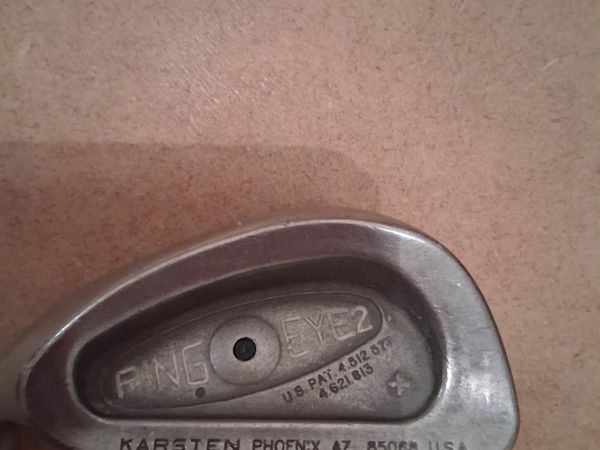 PING EYE2
U.S. PAT. 4,512,577
4,621,813
+
KARSTEN PHOENIX AZ. 85068 U.S.A.